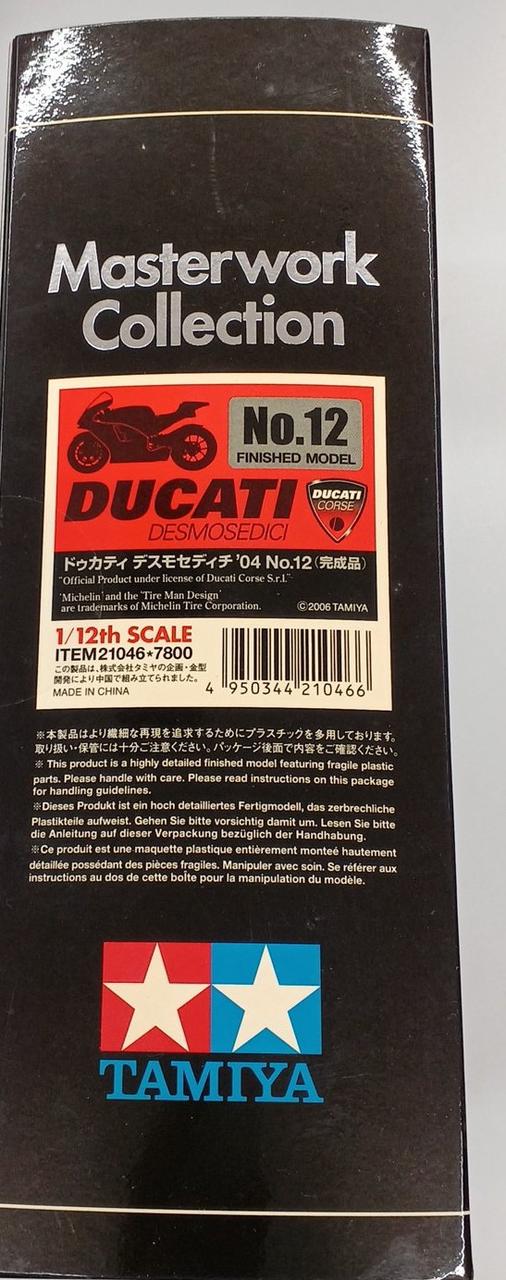 Masterwork
Collection
No.12
FINISHED MODEL
DUCATI
DESMOSEDICI
DUCATI
CORSE
ドゥカティ デスモセディチ '04 No.12（完成品）
"Official Product under license of Ducati Corse S.r.l."
'Michelin' and the 'Tire Man Design'
are trademarks of Michelin Tire Corporation.
©2006 TAMIYA
1/12th SCALE
ITEM 21046★7800
この製品は、株式会社タミヤの企画・金型
開発により中国で組み立てられました。
MADE IN CHINA
4 950344 210466
※本製品はより繊細な再現を追求するためにプラスチックを多用しております。
取り扱い・保管には十分ご注意ください。パッケージ後面で内容をご確認ください。
※ This product is a highly detailed finished model featuring fragile plastic
parts. Please handle with care. Please read instructions on this package
for handling guidelines.
※Dieses Produkt ist ein hoch detailliertes Fertigmodell, das zerbrechliche
Plastikteile aufweist. Gehen Sie bitte vorsichtig damit um. Lesen Sie bitte
die Anleitung auf dieser Verpackung bezüglich der Handhabung.
※Ce produit est une maquette plastique entièrement monteé hautement
détaillée possédant des pièces fragiles. Manipuler avec soin. Se référer aux
instructions au dos de cette boîte pour la manipulation du modèle.
TAMIYA